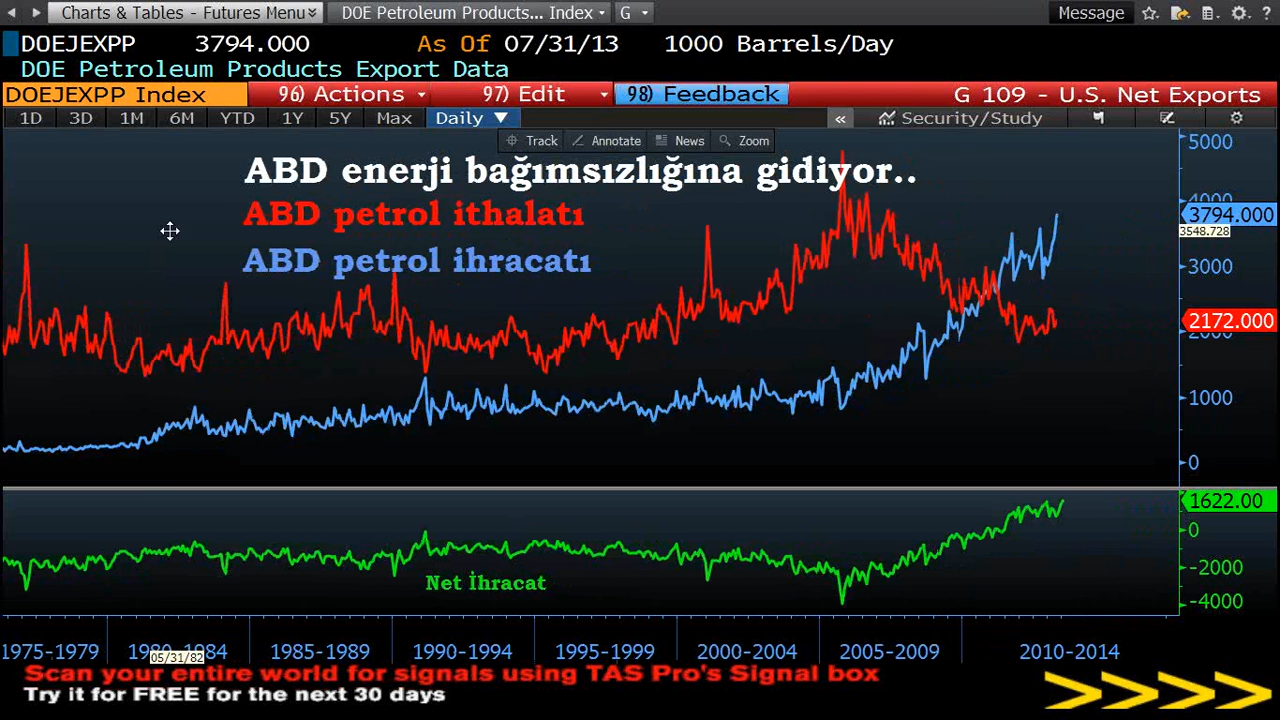 Charts & Tables - Futures Menu DOE Petroleum Products... Index G Message ?
DOEJEXPP 3794.000 As Of 07/31/13 1000 Barrels/Day
DOE Petroleum Products Export Data
DOEJEXPP Index 96) Actions 97) Edit 98) Feedback G 109 - U.S. Net Exports
1D 3D 1M 6M YTD 1Y 5Y Max Daily ▼ « Security/Study
Track Annotate News Zoom
ABD enerji bağımsızlığına gidiyor..
ABD petrol ithalatı
ABD petrol ihracatı
5000
4000
3794.000
3548.728
3000
2172.000
2000
1000
0
1622.00
0
-2000
-4000
Net İhracat
1975-1979 1980-1984 1985-1989 1990-1994 1995-1999 2000-2004 2005-2009 2010-2014
05/31/82
Scan your entire world for signals using TAS Pro's Signal box
Try it for FREE for the next 30 days